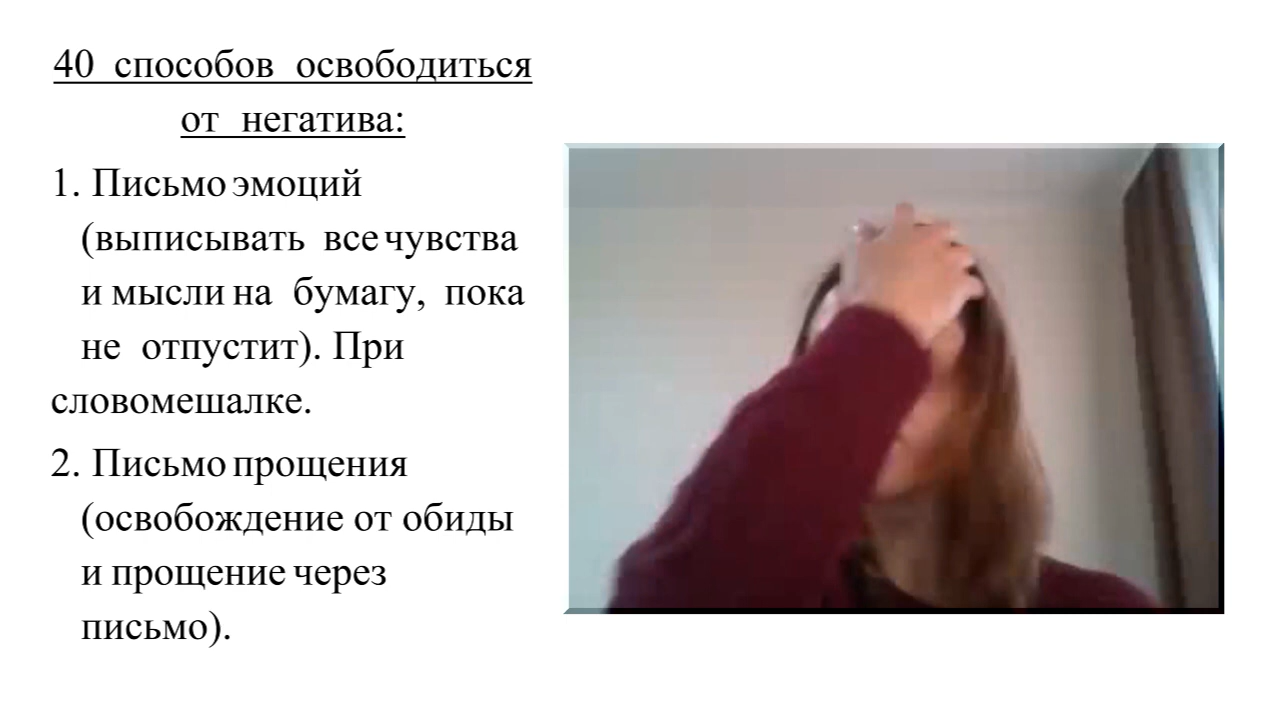 40 способов освободиться
от негатива:
1. Письмо эмоций
(выписывать все чувства
и мысли на бумагу, пока
не отпустит). При
словомешалке.
2. Письмо прощения
(освобождение от обиды
и прощение через
письмо).